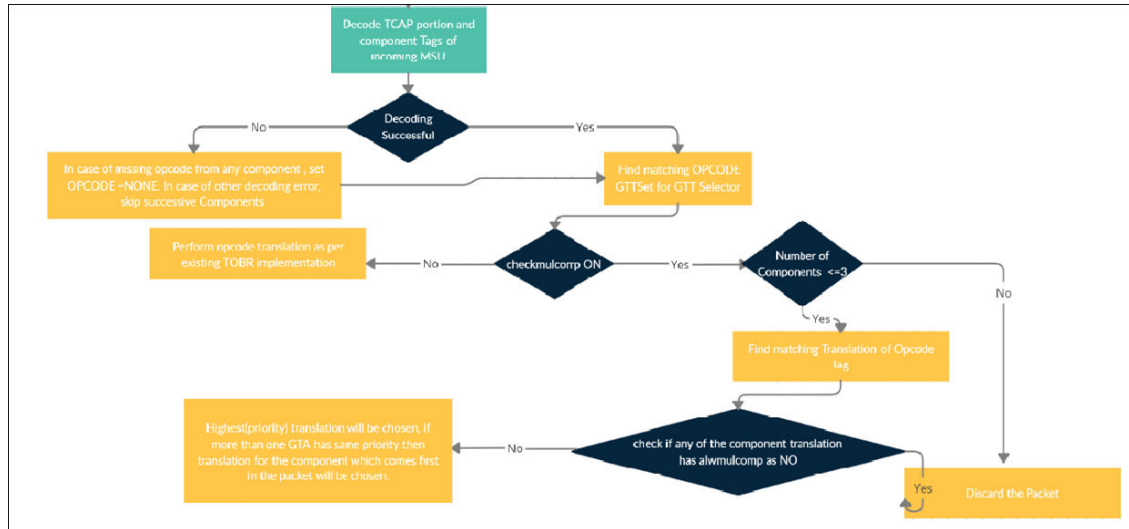 Decode TCAP portion and
component Tags of
incoming MSU
Decoding
Successful
No
Yes
In case of missing opcode from any component , set
OPCODE =NONE. In case of other decoding error,
skip successive Components
Find matching OPCODE
GTTSet for GTT Selector
Perform opcode translation as per
existing TOBR implementation
No
checkmulcomp ON
Yes
Number of
Components <=3
No
Yes
Find matching Translation of Opcode
Tag
Highest(priority) translation will be chosen, If
more than one GTA has same priority then
translation for the component which comes first
in the packet will be chosen.
No
check if any of the component translation
has alwmulcomp as NO
Yes
Discard the Packet